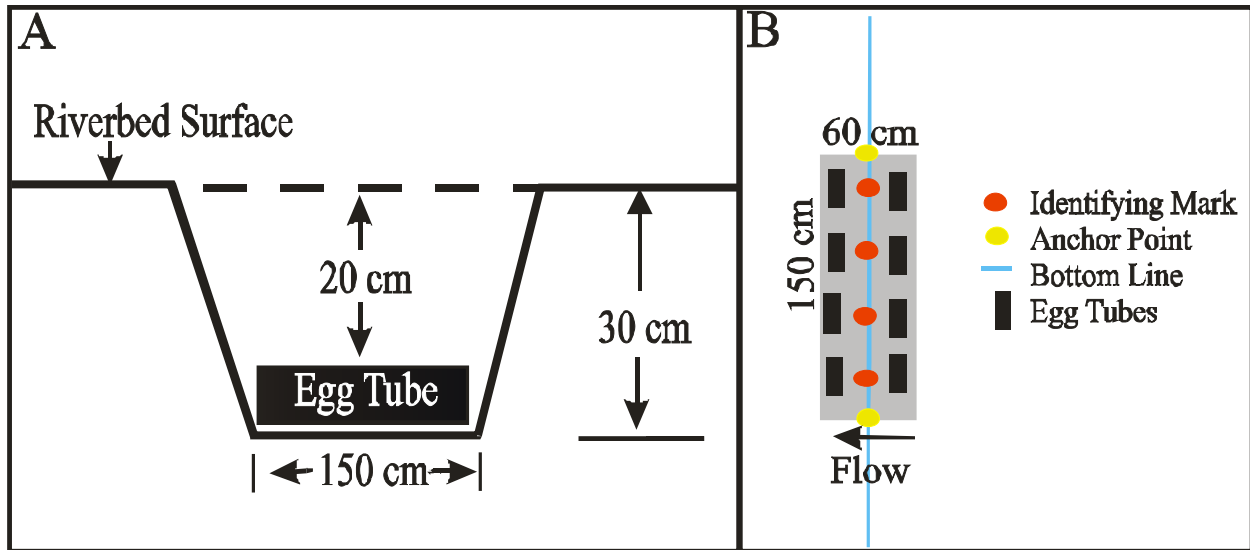 A
Riverbed Surface
20 cm
30 cm
Egg Tube
150 cm
B
60 cm
150 cm
Flow
Identifying Mark
Anchor Point
Bottom Line
Egg Tubes